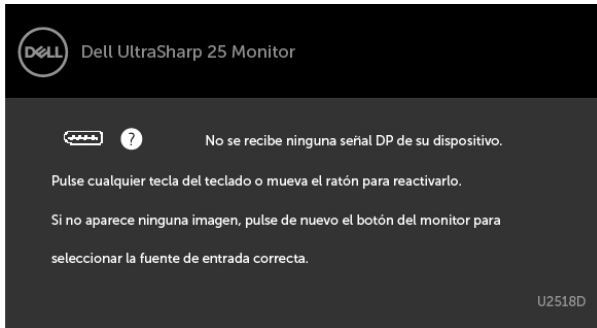 DELL
Dell UltraSharp 25 Monitor
?
No se recibe ninguna señal DP de su dispositivo.
Pulse cualquier tecla del teclado o mueva el ratón para reactivarlo.
Si no aparece ninguna imagen, pulse de nuevo el botón del monitor para
seleccionar la fuente de entrada correcta.
U2518D